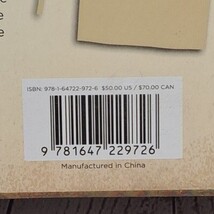 e
e
ISBN: 978-1-64722-972-6 $50.00 US / $70.00 CAN
9 781647 229726
Manufactured in China